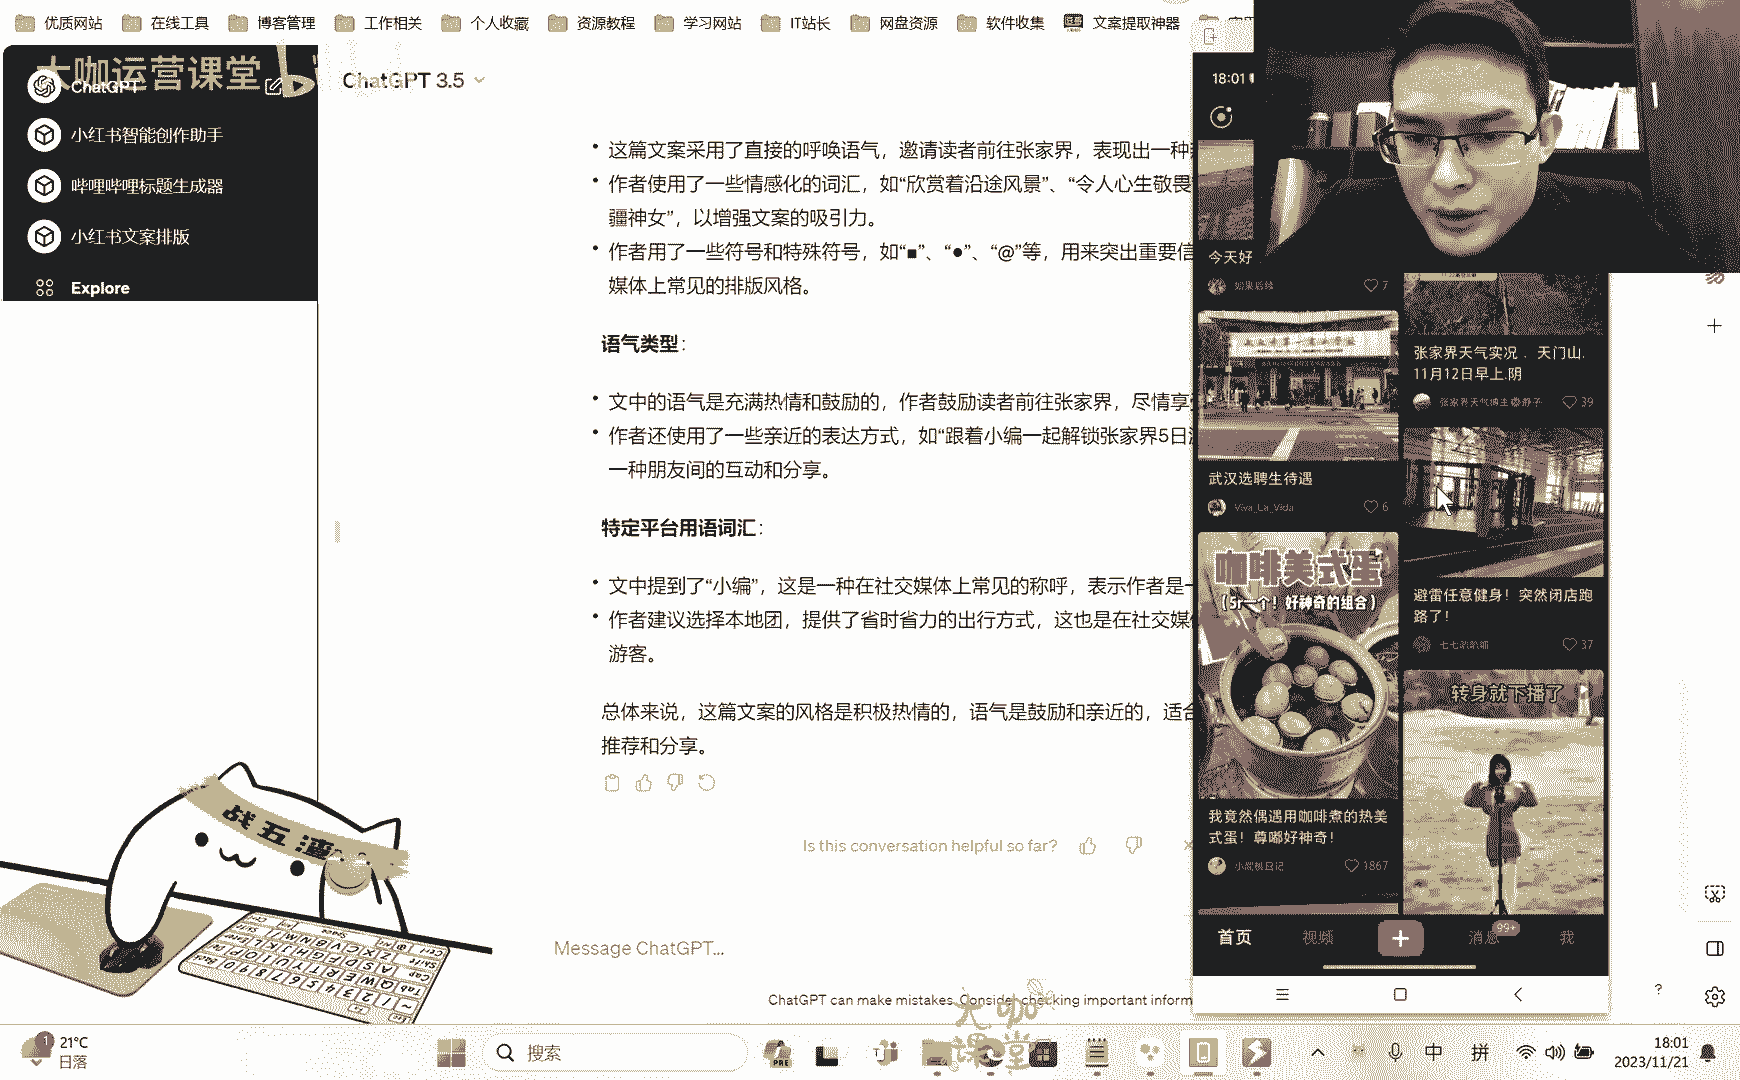 优质网站
在线工具
博客管理
工作相关
个人收藏
资源教程
学习网站
IT站长
网盘资源
软件收集
文案提取神器
大咖运营课堂
ChatGPT
小红书智能创作助手
哔哩哔哩标题生成器
小红书文案排版
Explore
ChatGPT 3.5
这篇文案采用了直接的呼唤语气，邀请读者前往张家界，表现出一种
作者使用了一些情感化的词汇，如“欣赏着沿途风景”、“令人心生敬畏
疆神女”，以增强文案的吸引力。
作者用了一些符号和特殊符号，如“■”、“●”、“@”等，用来突出重要信
媒体上常见的排版风格。
语气类型：
文中的语气是充满热情和鼓励的，作者鼓励读者前往张家界，尽情享
作者还使用了一些亲近的表达方式，如“跟着小编一起解锁张家界5日
一种朋友间的互动和分享。
特定平台用语词汇：
文中提到了“小编”，这是一种在社交媒体上常见的称呼，表示作者是一
作者建议选择本地团，提供了省时省力的出行方式，这也是在社交媒
游客。
总体来说，这篇文案的风格是积极热情的，语气是鼓励和亲近的，适合
推荐和分享。
Is this conversation helpful so far?
Message ChatGPT...
ChatGPT can make mistakes. Consider checking important inform
18:01
今天好
7
武汉选聘生待遇
Viva_La_Vida
6
咖啡美式蛋
（5r一个！好神奇的组合）
我竟然偶遇用咖啡煮的热美
式蛋！尊嘟好神奇！
1867
张家界天气实况 . 天门山.
11月12日早上.阴
39
避雷任意健身！突然闭店跑
路了！
37
转身就下播了
首页
视频
消息
99+
我
大咖
课堂
1
21°C
日落
搜索
PRE
中
拼
18:01
2023/11/21